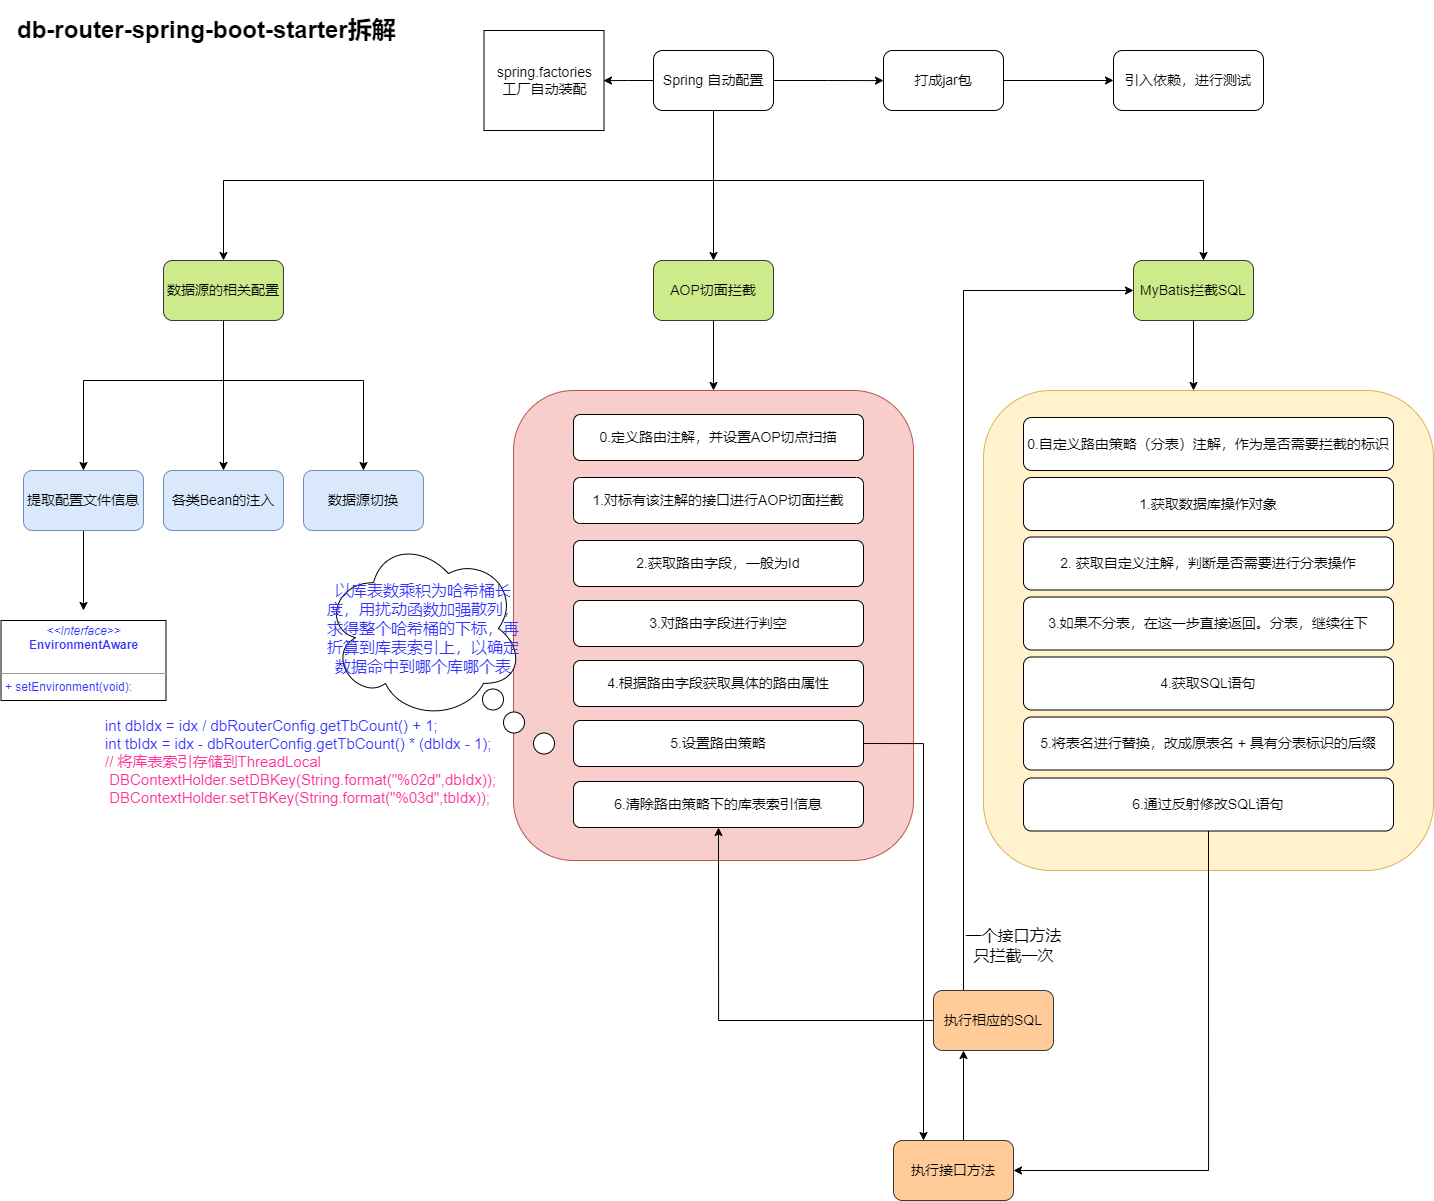 db-router-spring-boot-starter拆解
spring.factories
工厂自动装配
Spring 自动配置
打成jar包
引入依赖，进行测试
数据源的相关配置
AOP切面拦截
MyBatis拦截SQL
提取配置文件信息
各类Bean的注入
数据源切换
<<Interface>>
EnvironmentAware
+ setEnvironment(void):
以库表数乘积为哈希桶长
度，用扰动函数加强散列，
求得整个哈希桶的下标，再
折算到库表索引上，以确定
数据命中到哪个库哪个表
int dbIdx = idx / dbRouterConfig.getTbCount() + 1;
int tbIdx = idx - dbRouterConfig.getTbCount() * (dbIdx - 1);
// 将库表索引存储到ThreadLocal
DBContextHolder.setDBKey(String.format("%02d",dbIdx));
DBContextHolder.setTBKey(String.format("%03d",tbIdx));
0.定义路由注解，并设置AOP切点扫描
1.对标有该注解的接口进行AOP切面拦截
2.获取路由字段，一般为Id
3.对路由字段进行判空
4.根据路由字段获取具体的路由属性
5.设置路由策略
6.清除路由策略下的库表索引信息
0.自定义路由策略（分表）注解，作为是否需要拦截的标识
1.获取数据库操作对象
2. 获取自定义注解，判断是否需要进行分表操作
3.如果不分表，在这一步直接返回。分表，继续往下
4.获取SQL语句
5.将表名进行替换，改成原表名 + 具有分表标识的后缀
6.通过反射修改SQL语句
一个接口方法
只拦截一次
执行相应的SQL
执行接口方法